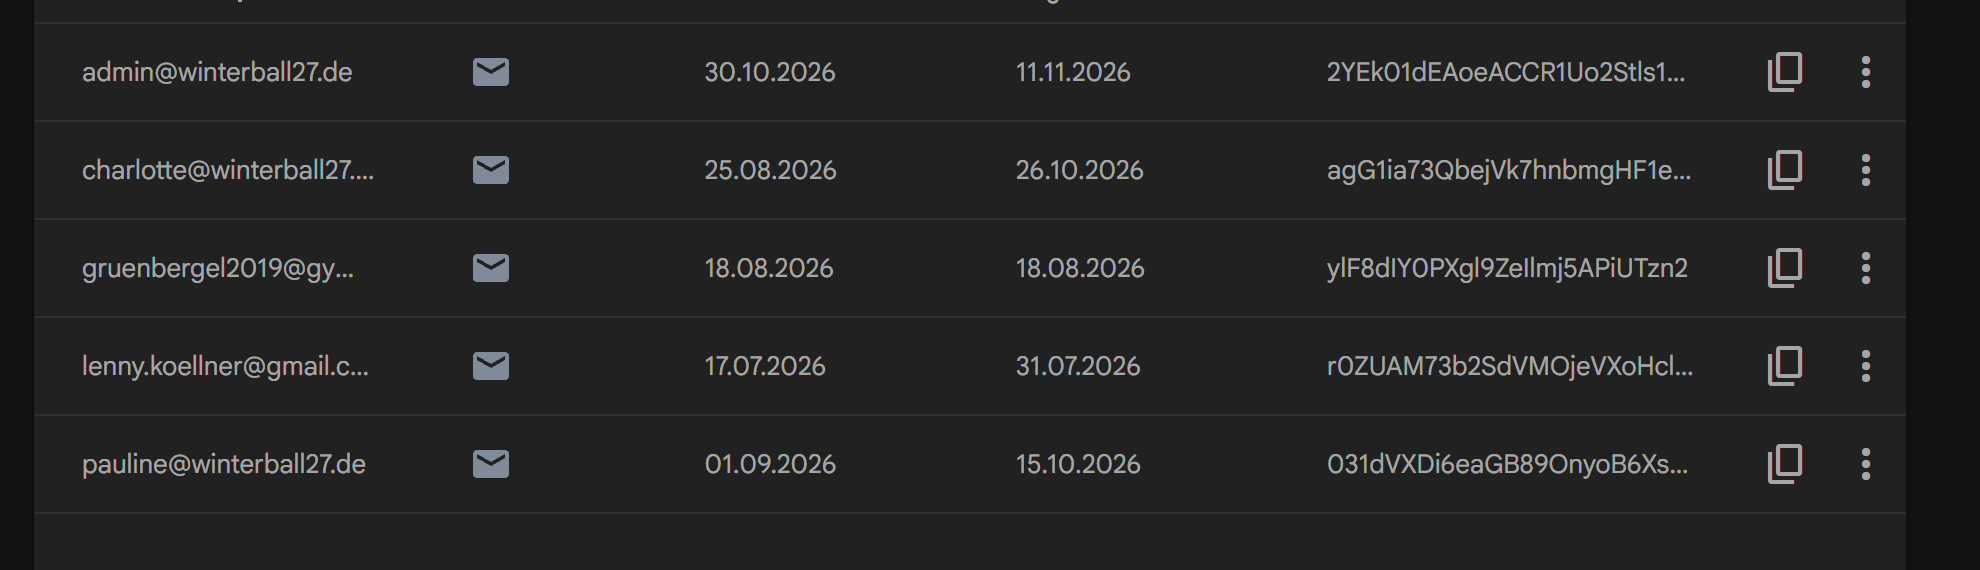 admin@winterball27.de 30.10.2026 11.11.2026 2YEk01dEAoeACCR1Uo2Stls1...
charlotte@winterball27.... 25.08.2026 26.10.2026 agG1ia73QbejVk7hnbmgHF1e...
gruenbergel2019@gy... 18.08.2026 18.08.2026 ylF8dIY0PXgl9ZeIlmj5APiUTzn2
lenny.koellner@gmail.c... 17.07.2026 31.07.2026 r0ZUAM73b2SdVMOjeVXoHcl...
pauline@winterball27.de 01.09.2026 15.10.2026 031dVXDi6eaGB89OnyoB6Xs...